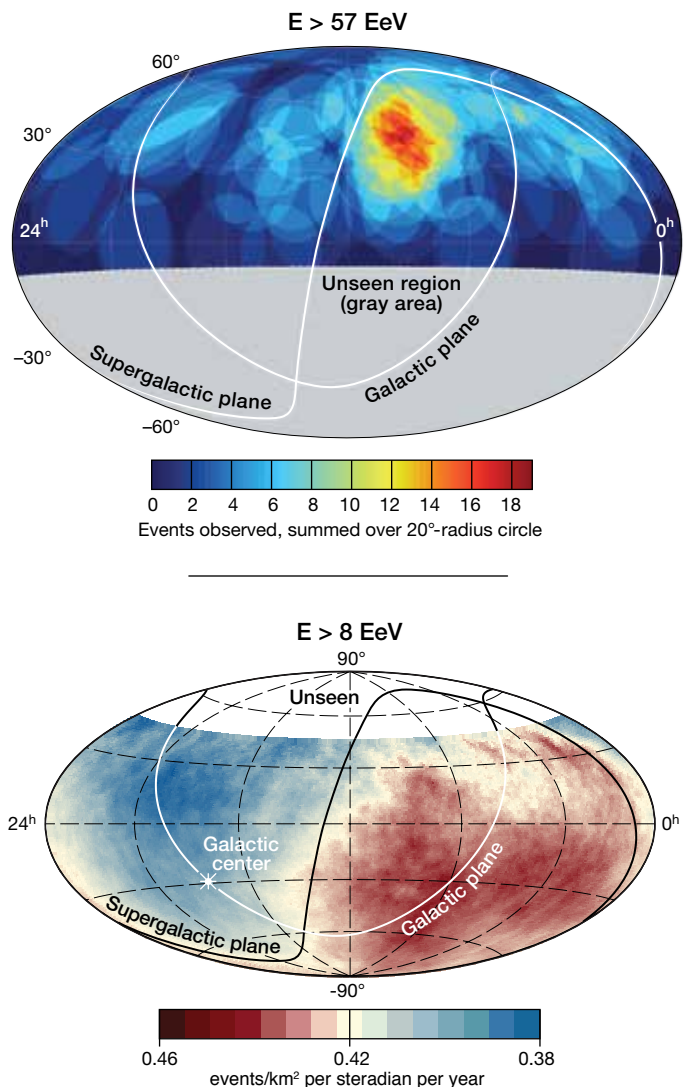 E > 57 EeV
60°
30°
24ʰ
0ʰ
Unseen region
(gray area)
–30°
Supergalactic plane
Galactic plane
–60°
0 2 4 6 8 10 12 14 16 18
Events observed, summed over 20°-radius circle
E > 8 EeV
90°
Unseen
24ʰ
0ʰ
Galactic
center
Galactic plane
Supergalactic plane
-90°
0.46 0.42 0.38
events/km² per steradian per year